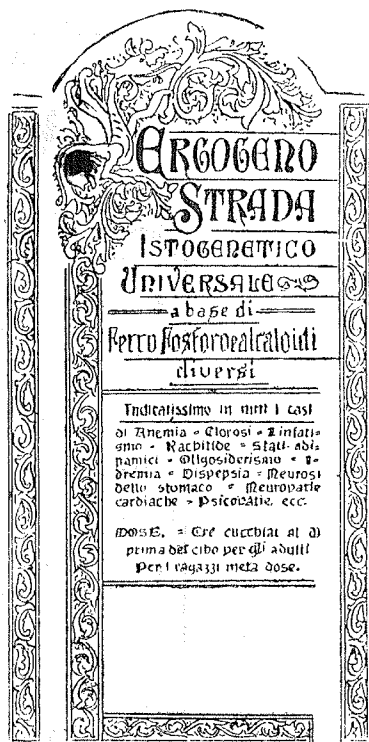 ERGOGENO
STRADA
ISTOGENETICO
UNIVERSALE
a base di
Ferro Fosforo ed alcaloidi
diversi
Indicatissimo in tutti i casi
di Anemia - Clorosi - Linfati-
smo - Rachitide - Stati adi-
namici - Oligosiderismo - I-
dremia - Dispepsia - Neurosi
dello stomaco - Neuropatie
cardiache - Psicopatie, ecc.
DOSE. - Tre cucchiai al dì
prima del cibo per gli adulti
Per i ragazzi metà dose.